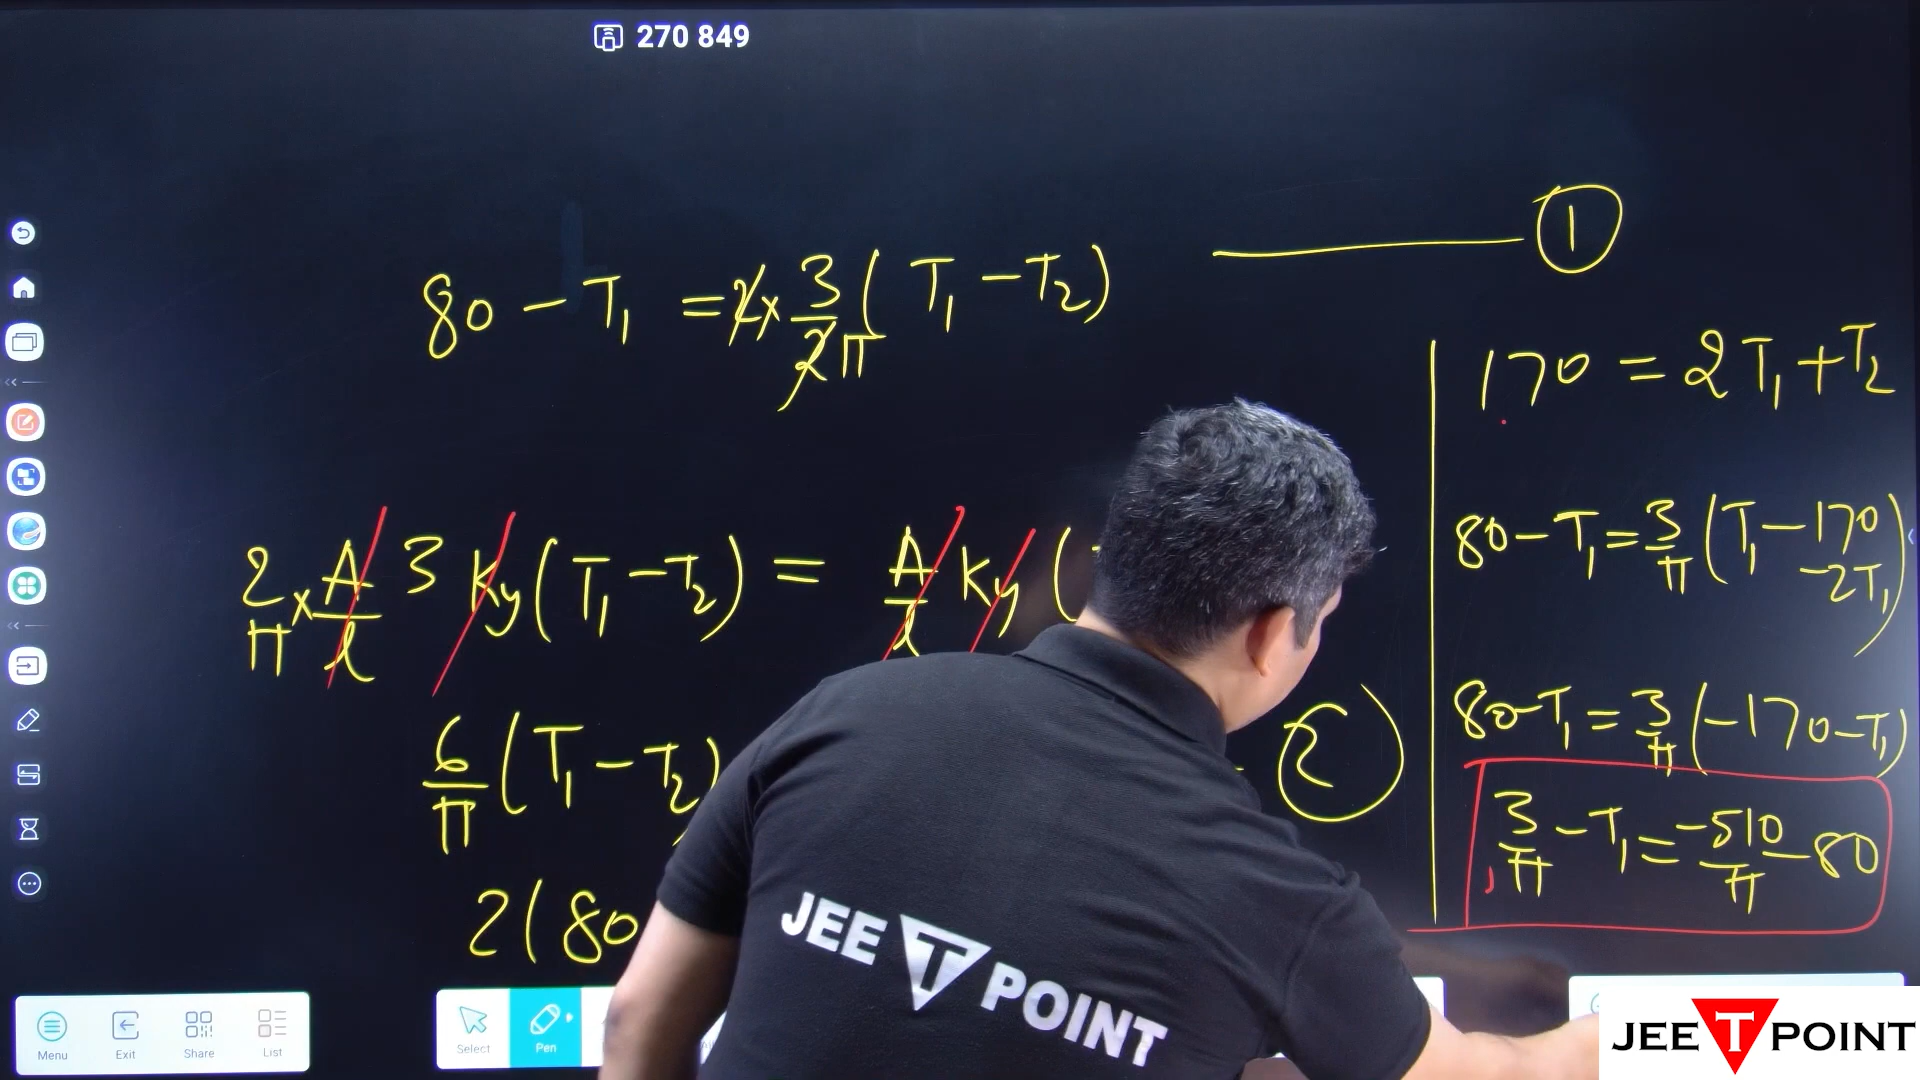 270 849
80 - T₁ = 2 × 3/2π (T₁ - T₂) ——— ①
2/π × A/l 3 Ky (T₁ - T₂) = A/l Ky (
6/π (T₁ - T₂) ②
2 ( 80
170 = 2T₁ + T₂
80 - T₁ = 3/π (T₁ - 170 - 2T₁)
80 - T₁ = 3/π (-170 - T₁)
3/π - T₁ = -510/π - 80
JEE T POINT
Menu Exit Share List
Select Pen
JEE T POINT